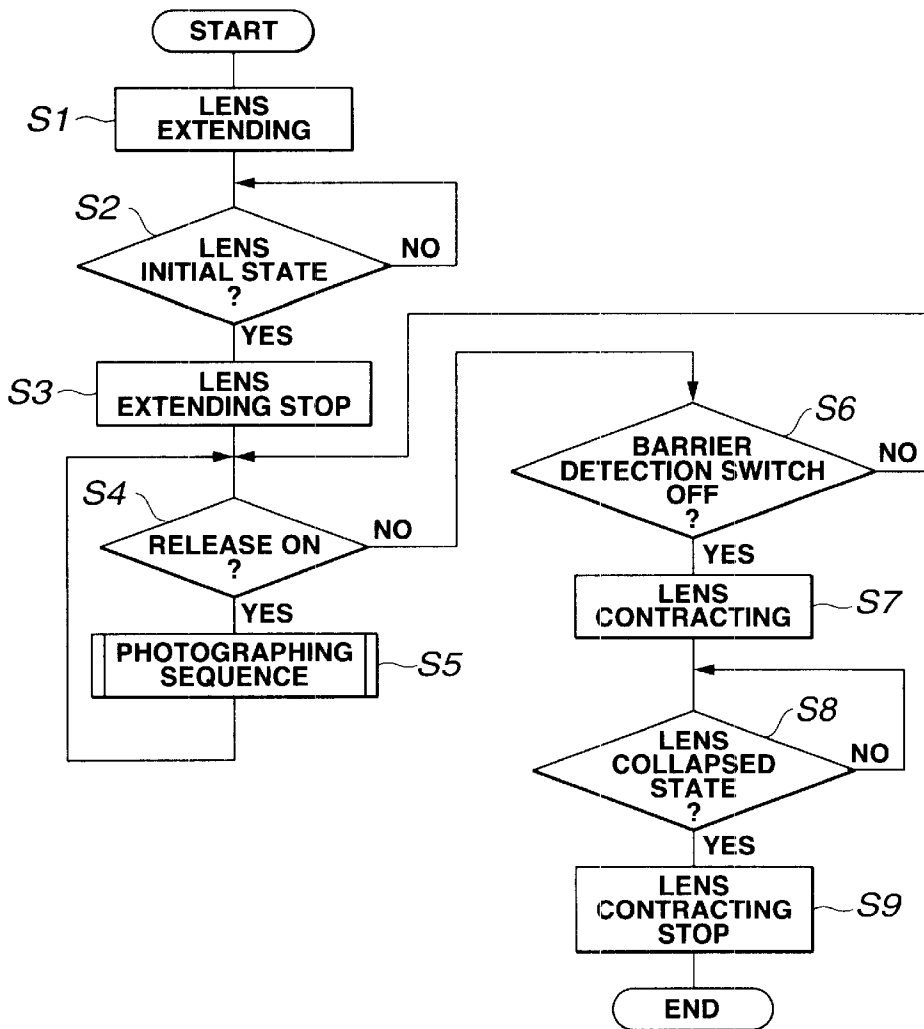 START
S1
LENS
EXTENDING
S2
LENS
INITIAL STATE
?
NO
YES
S3
LENS
EXTENDING STOP
S4
RELEASE ON
?
NO
YES
PHOTOGRAPHING
SEQUENCE
S5
S6
BARRIER
DETECTION SWITCH
OFF
?
NO
YES
LENS
CONTRACTING
S7
S8
LENS
COLLAPSED
STATE
?
NO
YES
LENS
CONTRACTING
STOP
S9
END